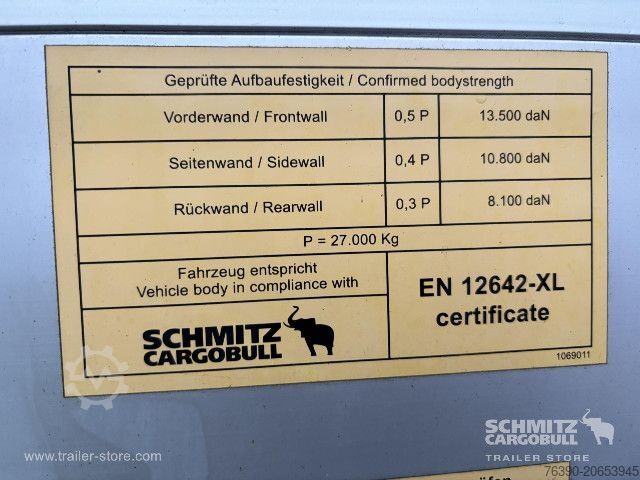 Geprüfte Aufbaufestigkeit / Confirmed bodystrength
Vorderwand / Frontwall 0,5 P 13.500 daN
Seitenwand / Sidewall 0,4 P 10.800 daN
Rückwand / Rearwall 0,3 P 8.100 daN
P = 27.000 Kg
Fahrzeug entspricht
Vehicle body in compliance with
EN 12642-XL
certificate
SCHMITZ
CARGOBULL
1069011
SCHMITZ
CARGOBULL
TRAILER STORE
www.trailer-store.com
76390-20653945